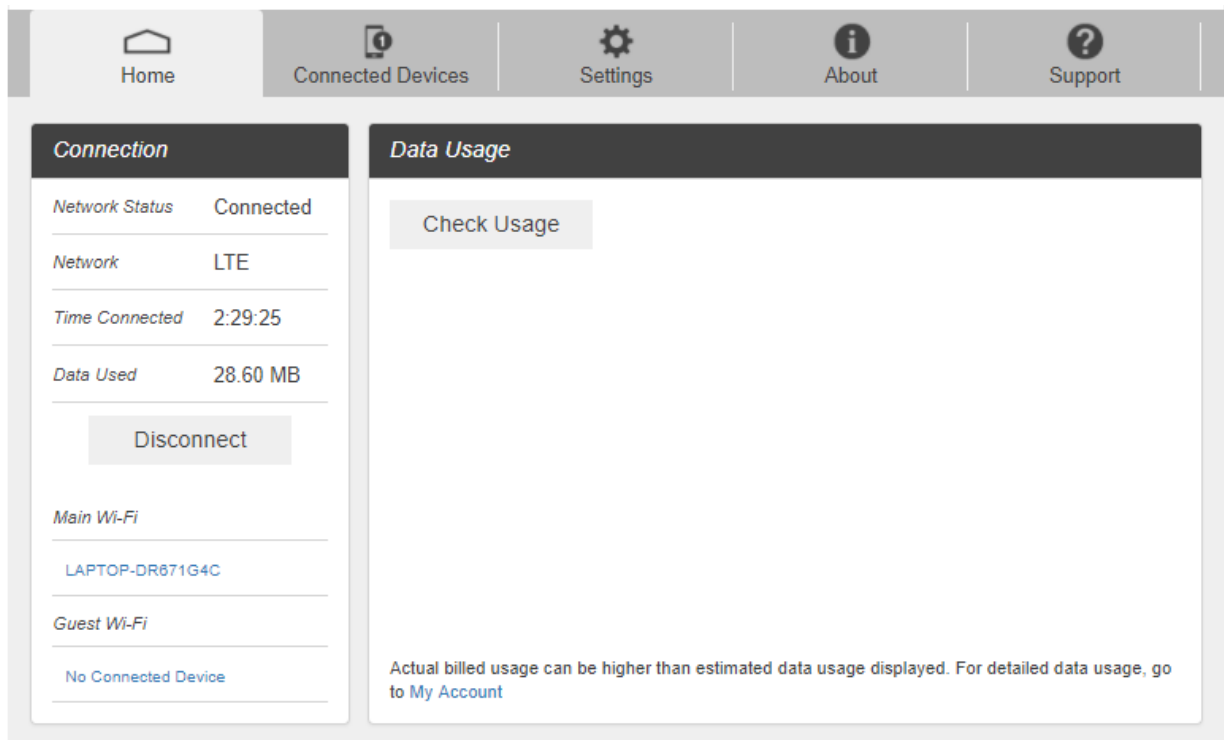 1
Home
Connected Devices
Settings
About
Support
Connection
Network Status Connected
Network LTE
Time Connected 2:29:25
Data Used 28.60 MB
Disconnect
Main Wi-Fi
LAPTOP-DR671G4C
Guest Wi-Fi
No Connected Device
Data Usage
Check Usage
Actual billed usage can be higher than estimated data usage displayed. For detailed data usage, go
to My Account